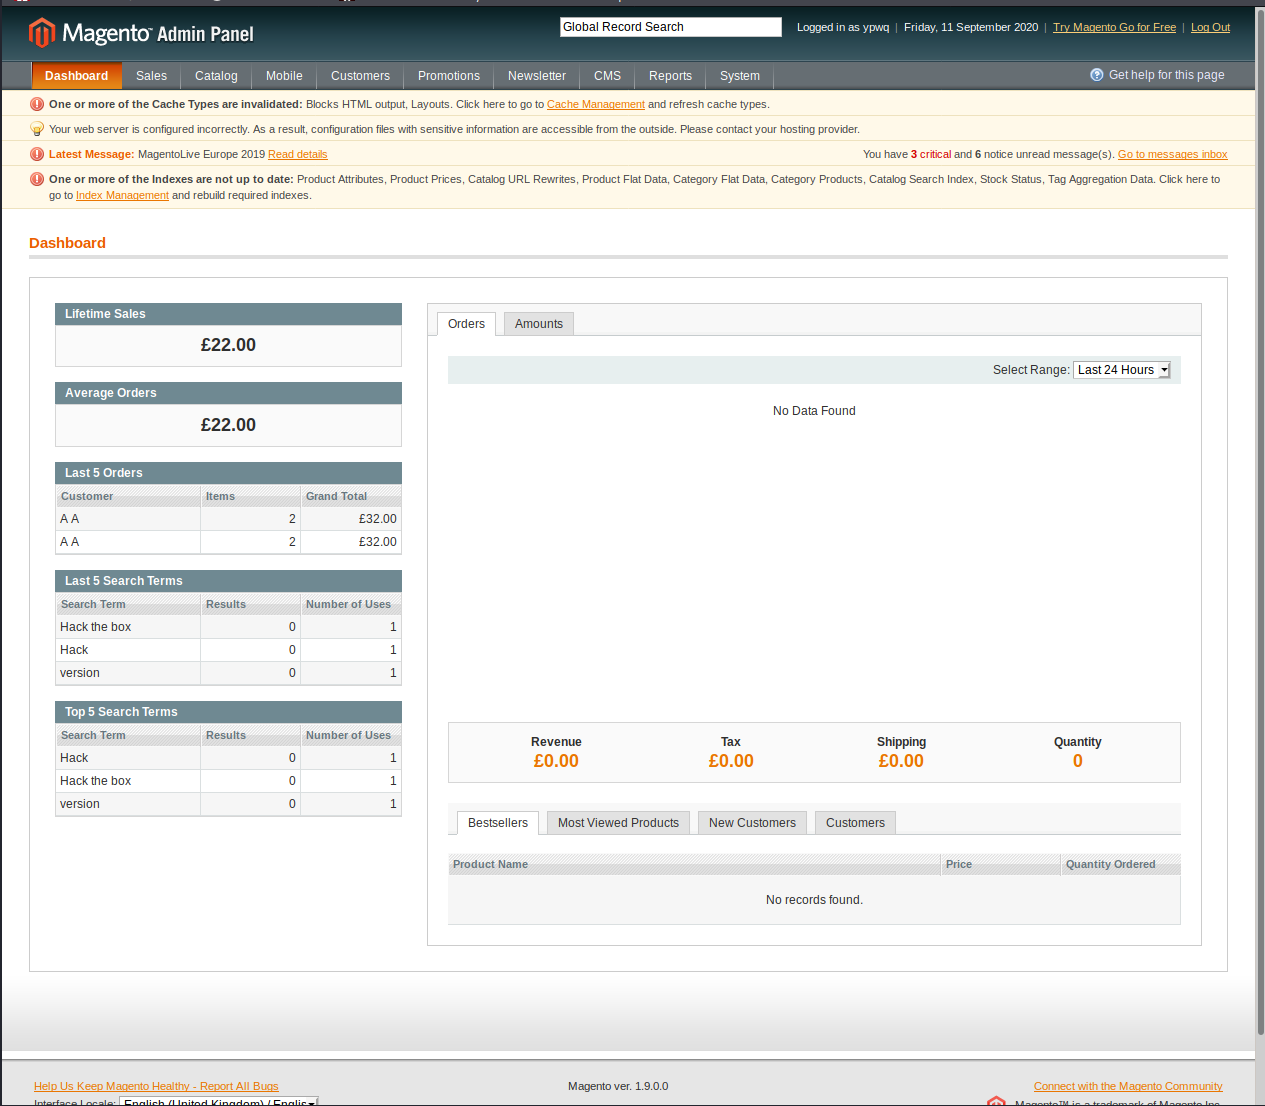 Magento™ Admin Panel
Global Record Search
Logged in as ypwq | Friday, 11 September 2020 | Try Magento Go for Free | Log Out
Dashboard Sales Catalog Mobile Customers Promotions Newsletter CMS Reports System Get help for this page
One or more of the Cache Types are invalidated: Blocks HTML output, Layouts. Click here to go to Cache Management and refresh cache types.
Your web server is configured incorrectly. As a result, configuration files with sensitive information are accessible from the outside. Please contact your hosting provider.
Latest Message: MagentoLive Europe 2019 Read details You have 3 critical and 6 notice unread message(s). Go to messages inbox
One or more of the Indexes are not up to date: Product Attributes, Product Prices, Catalog URL Rewrites, Product Flat Data, Category Flat Data, Category Products, Catalog Search Index, Stock Status, Tag Aggregation Data. Click here to
go to Index Management and rebuild required indexes.
Dashboard
Lifetime Sales
£22.00
Average Orders
£22.00
Last 5 Orders
Customer Items Grand Total
A A 2 £32.00
A A 2 £32.00
Last 5 Search Terms
Search Term Results Number of Uses
Hack the box 0 1
Hack 0 1
version 0 1
Top 5 Search Terms
Search Term Results Number of Uses
Hack 0 1
Hack the box 0 1
version 0 1
Orders Amounts
Select Range: Last 24 Hours
No Data Found
Revenue Tax Shipping Quantity
£0.00 £0.00 £0.00 0
Bestsellers Most Viewed Products New Customers Customers
Product Name Price Quantity Ordered
No records found.
Help Us Keep Magento Healthy - Report All Bugs Magento ver. 1.9.0.0 Connect with the Magento Community
Interface Locale: English (United Kingdom) / Englis Magento™ is a trademark of Magento Inc.